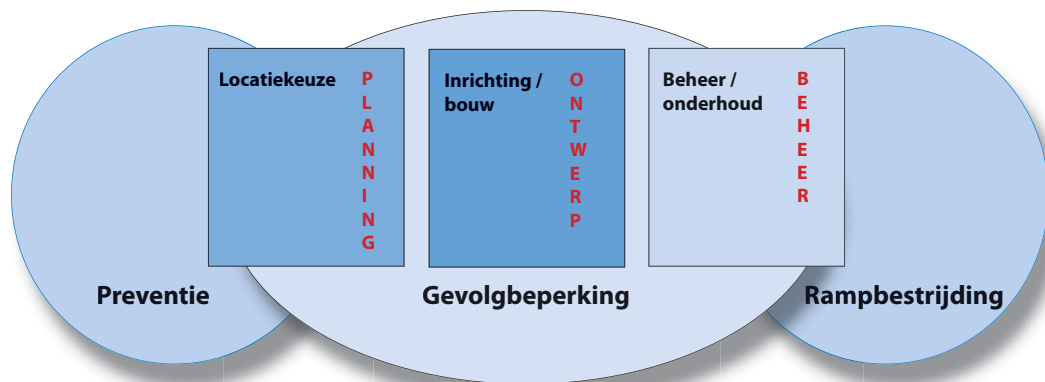 Locatiekeuze
PLANNING
Inrichting /
bouw
ONTWERP
Beheer /
onderhoud
BEHEER
Preventie
Gevolgbeperking
Rampbestrijding